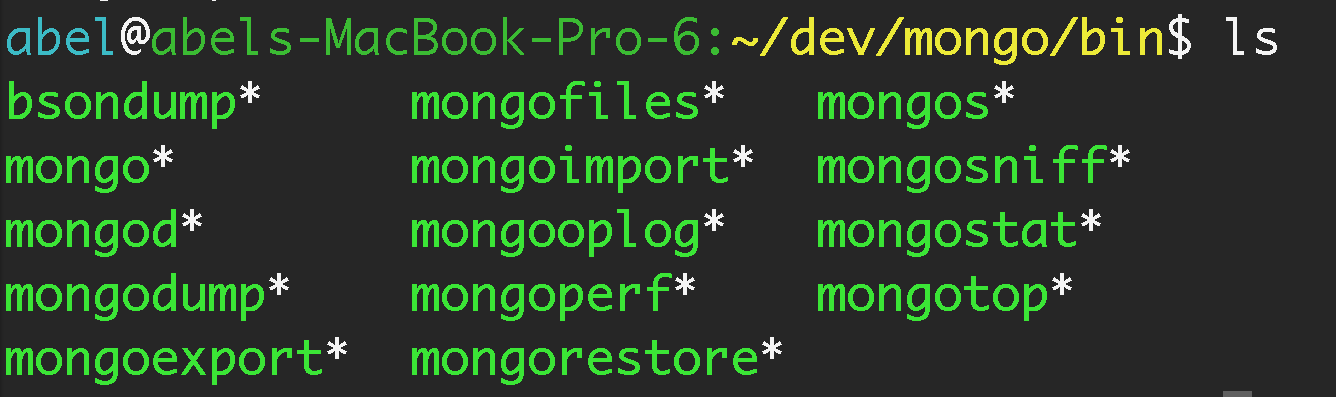 abel@abels-MacBook-Pro-6:~/dev/mongo/bin$ ls
bsondump* mongofiles* mongos*
mongo* mongoimport* mongosniff*
mongod* mongooplog* mongostat*
mongodump* mongoperf* mongotop*
mongoexport* mongorestore*